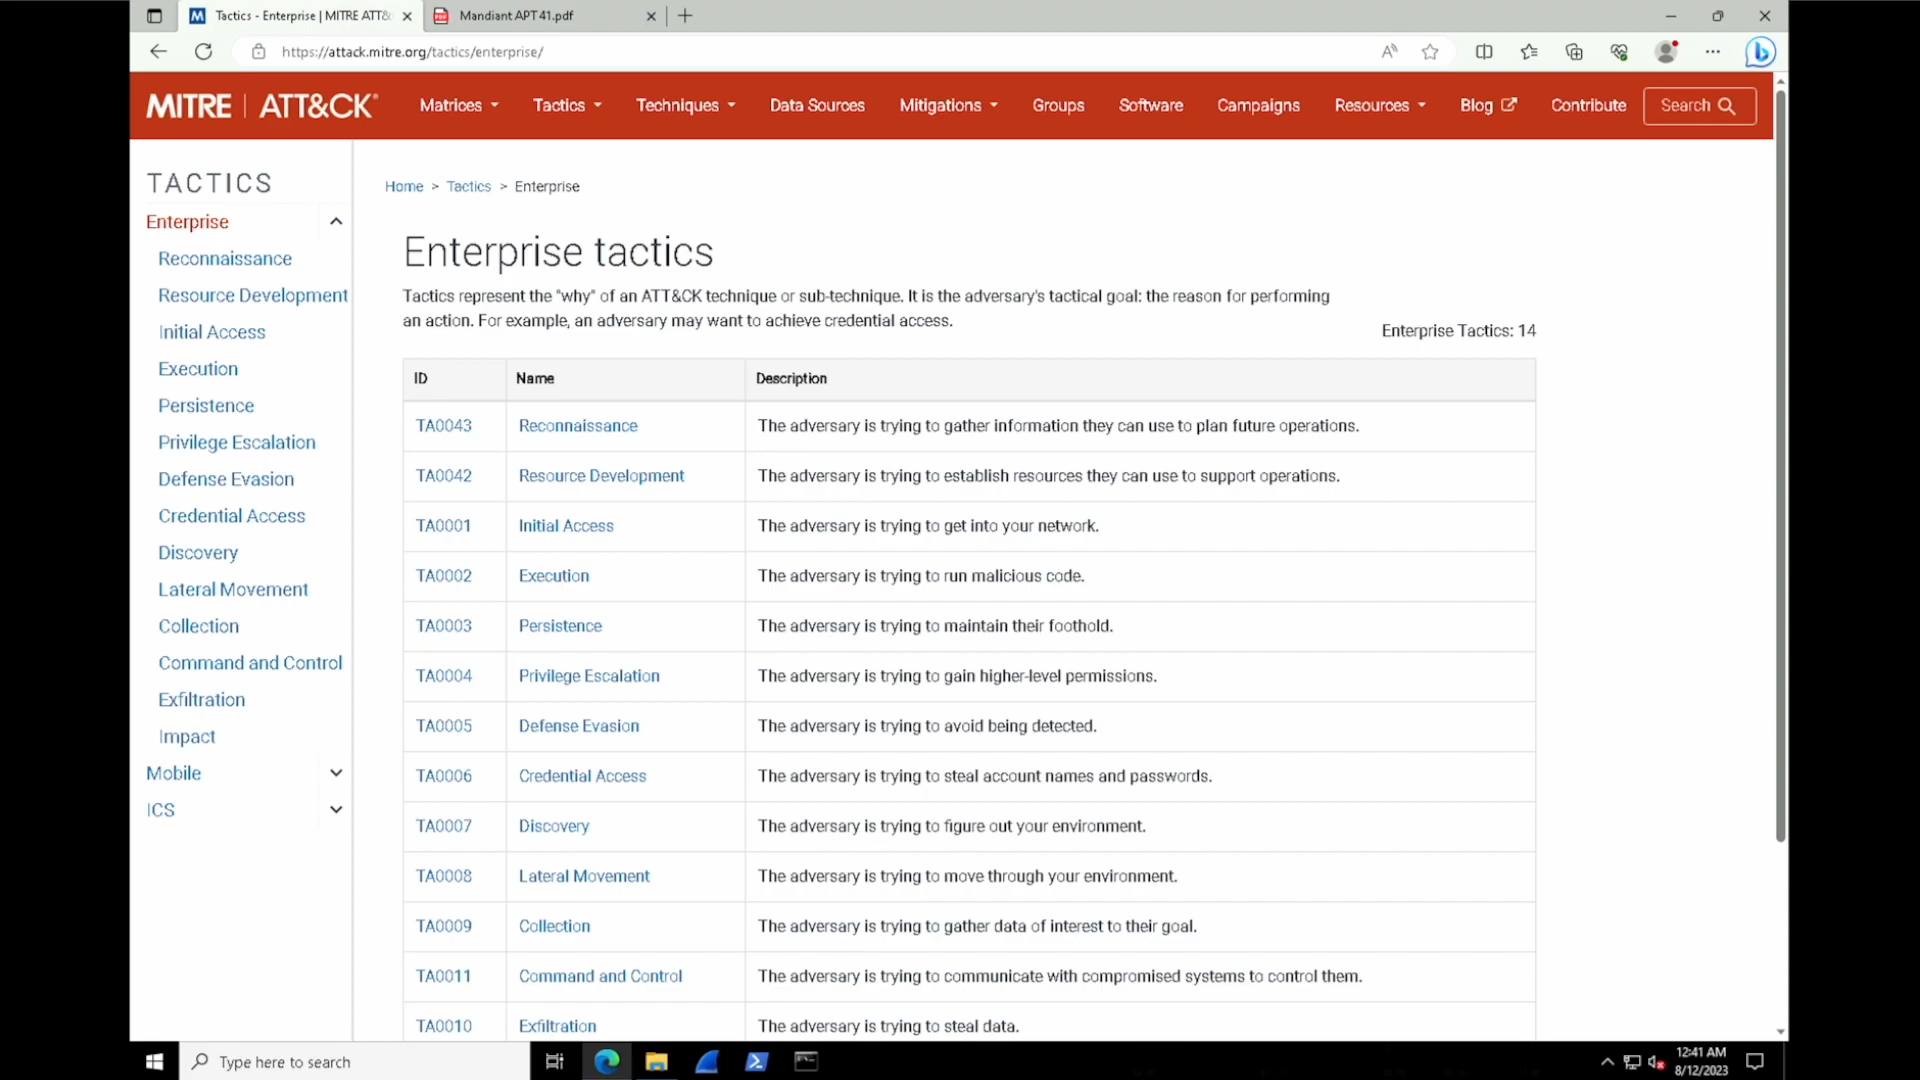 Tactics - Enterprise | MITRE ATT&
Mandiant APT41.pdf
https://attack.mitre.org/tactics/enterprise/
MITRE | ATT&CK®
Matrices
Tactics
Techniques
Data Sources
Mitigations
Groups
Software
Campaigns
Resources
Blog
Contribute
Search
TACTICS
Enterprise
Reconnaissance
Resource Development
Initial Access
Execution
Persistence
Privilege Escalation
Defense Evasion
Credential Access
Discovery
Lateral Movement
Collection
Command and Control
Exfiltration
Impact
Mobile
ICS
Home > Tactics > Enterprise
Enterprise tactics
Tactics represent the "why" of an ATT&CK technique or sub-technique. It is the adversary's tactical goal: the reason for performing
an action. For example, an adversary may want to achieve credential access.
Enterprise Tactics: 14
ID Name Description
TA0043 Reconnaissance The adversary is trying to gather information they can use to plan future operations.
TA0042 Resource Development The adversary is trying to establish resources they can use to support operations.
TA0001 Initial Access The adversary is trying to get into your network.
TA0002 Execution The adversary is trying to run malicious code.
TA0003 Persistence The adversary is trying to maintain their foothold.
TA0004 Privilege Escalation The adversary is trying to gain higher-level permissions.
TA0005 Defense Evasion The adversary is trying to avoid being detected.
TA0006 Credential Access The adversary is trying to steal account names and passwords.
TA0007 Discovery The adversary is trying to figure out your environment.
TA0008 Lateral Movement The adversary is trying to move through your environment.
TA0009 Collection The adversary is trying to gather data of interest to their goal.
TA0011 Command and Control The adversary is trying to communicate with compromised systems to control them.
TA0010 Exfiltration The adversary is trying to steal data.
Type here to search
12:41 AM
8/12/2023